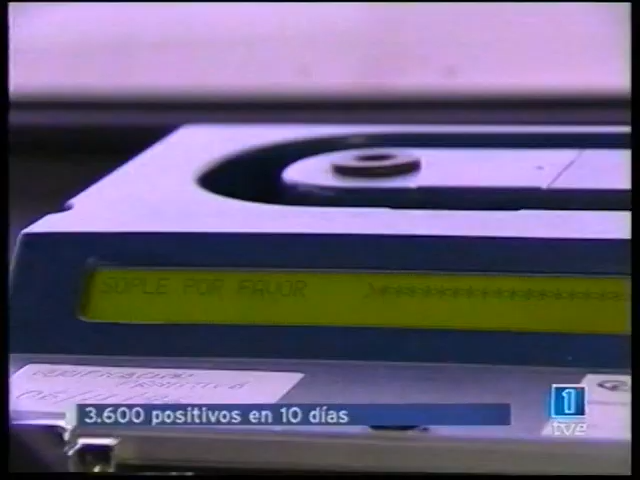 SOPLE POR FAVOR >****************
3.600 positivos en 10 días
1
tve